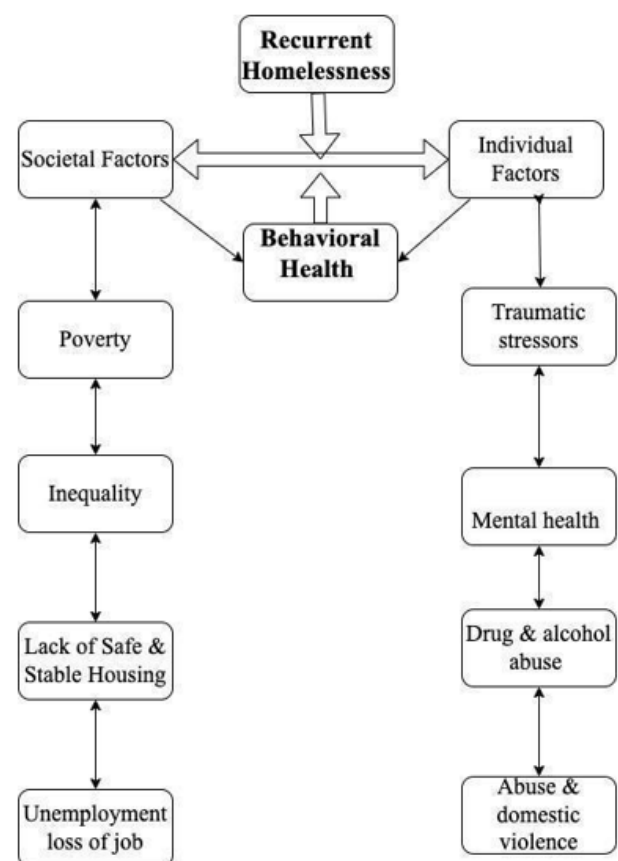 Recurrent
Homelessness
Societal Factors
Individual
Factors
Behavioral
Health
Poverty
Traumatic
stressors
Inequality
Mental health
Lack of Safe &
Stable Housing
Drug & alcohol
abuse
Unemployment
loss of job
Abuse &
domestic
violence